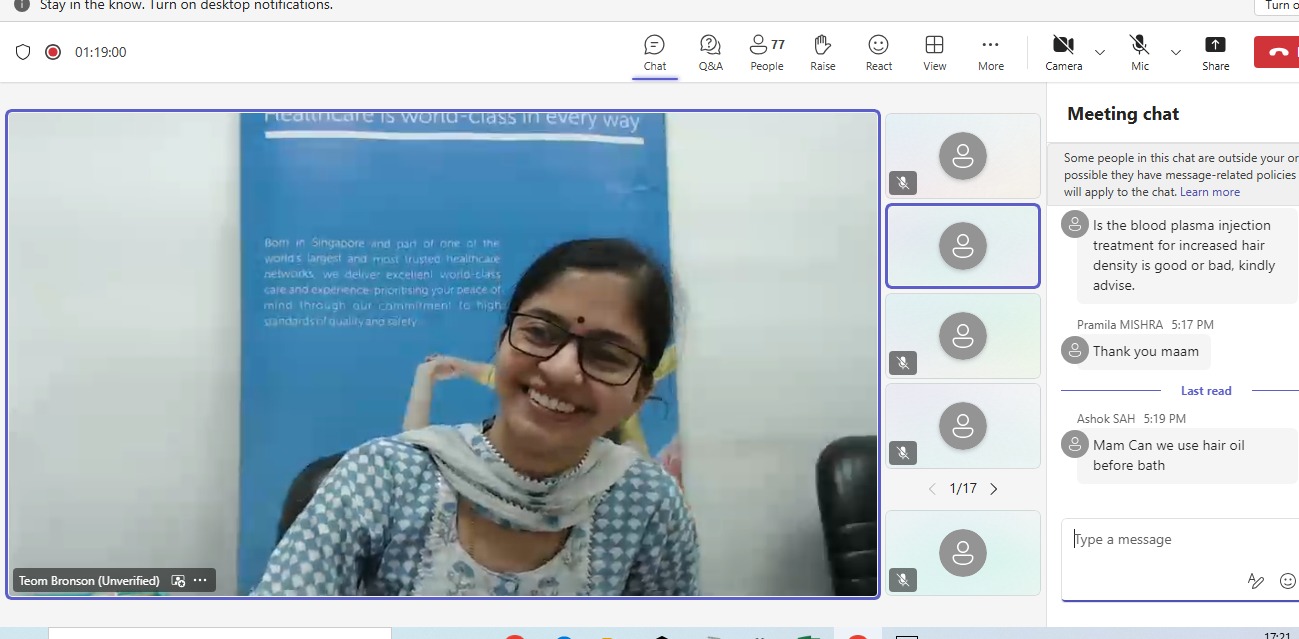 Stay in the know. Turn on desktop notifications.
Turn o
01:19:00
Chat
Q&A
People
77
Raise
React
View
More
Camera
Mic
Share
Healthcare is world-class in every way
Born in Singapore and part of one of the
world's largest and most trusted healthcare
networks, we deliver excellent world-class
care and experience prioritising your peace of
mind through our commitment to high
standards of quality and safety
Teom Bronson (Unverified)
1/17
Meeting chat
Some people in this chat are outside your or
possible they have message-related policies
will apply to the chat. Learn more
Is the blood plasma injection
treatment for increased hair
density is good or bad, kindly
advise.
Pramila MISHRA 5:17 PM
Thank you maam
Last read
Ashok SAH 5:19 PM
Mam Can we use hair oil
before bath
Type a message
17:21